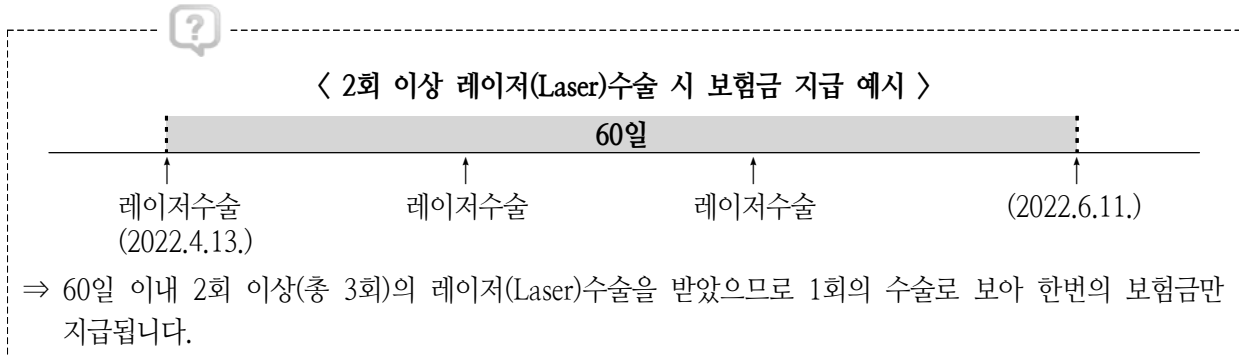 ?
〈 2회 이상 레이저(Laser)수술 시 보험금 지급 예시 〉
60일
레이저수술 레이저수술 레이저수술 (2022.6.11.)
(2022.4.13.)
⇒ 60일 이내 2회 이상(총 3회)의 레이저(Laser)수술을 받았으므로 1회의 수술로 보아 한번의 보험금만
지급됩니다.